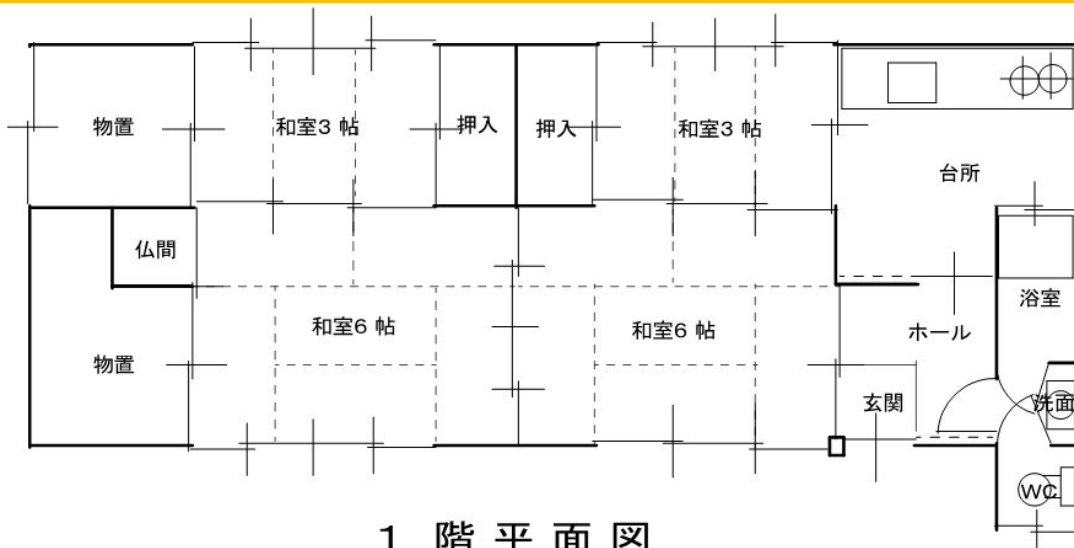 物置
和室3 帖
押入
押入
和室3 帖
台所
仏間
浴室
和室6 帖
和室6 帖
ホール
物置
玄関
洗面
WC
1 階 平 面 図